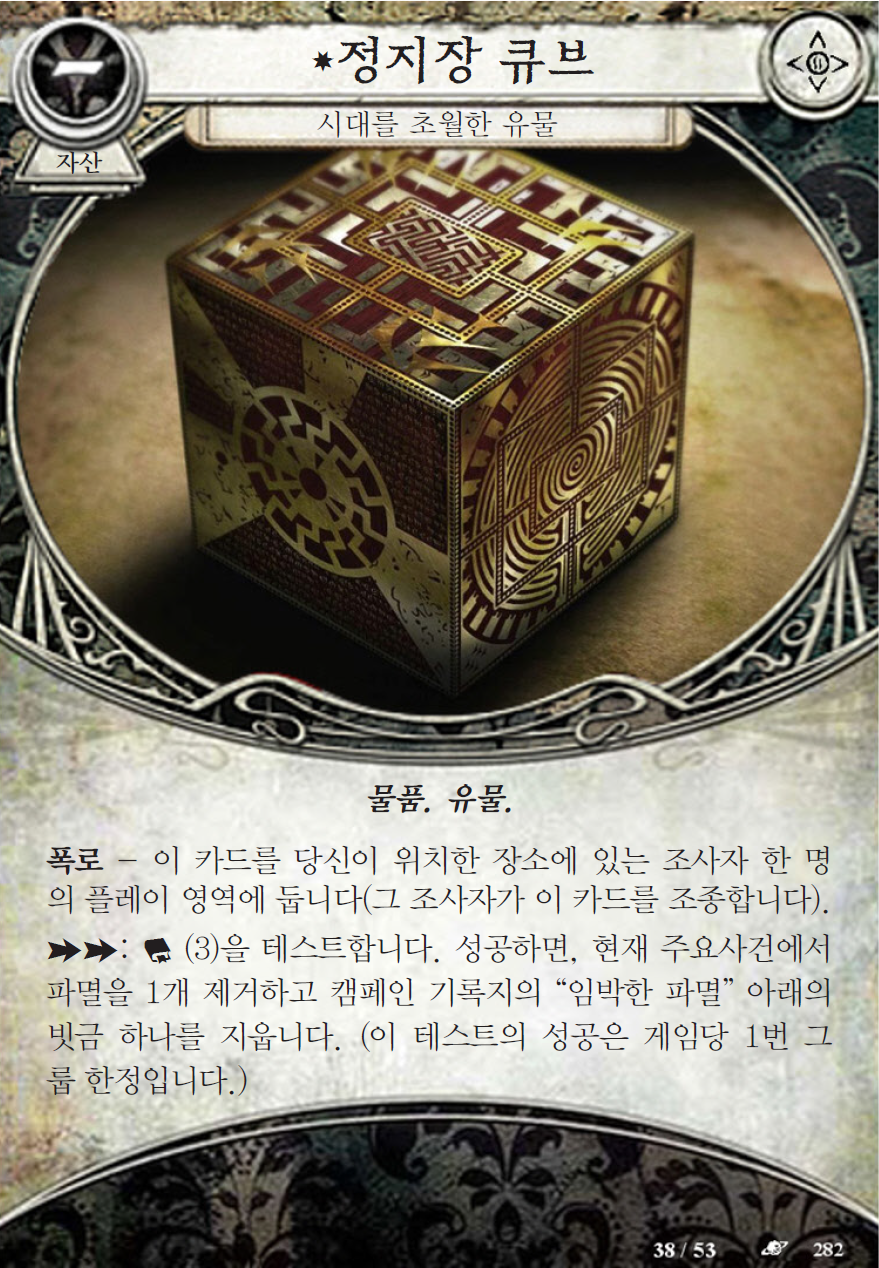 정지장 큐브
시대를 초월한 유물
자산
물품. 유물.
폭로 – 이 카드를 당신이 위치한 장소에 있는 조사자 한 명
의 플레이 영역에 둡니다(그 조사자가 이 카드를 조종합니다).
: (3)을 테스트합니다. 성공하면, 현재 주요사건에서
파멸을 1개 제거하고 캠페인 기록지의 “임박한 파멸” 아래의
빗금 하나를 지웁니다. (이 테스트의 성공은 게임당 1번 그
룹 한정입니다.)
38 / 53 282